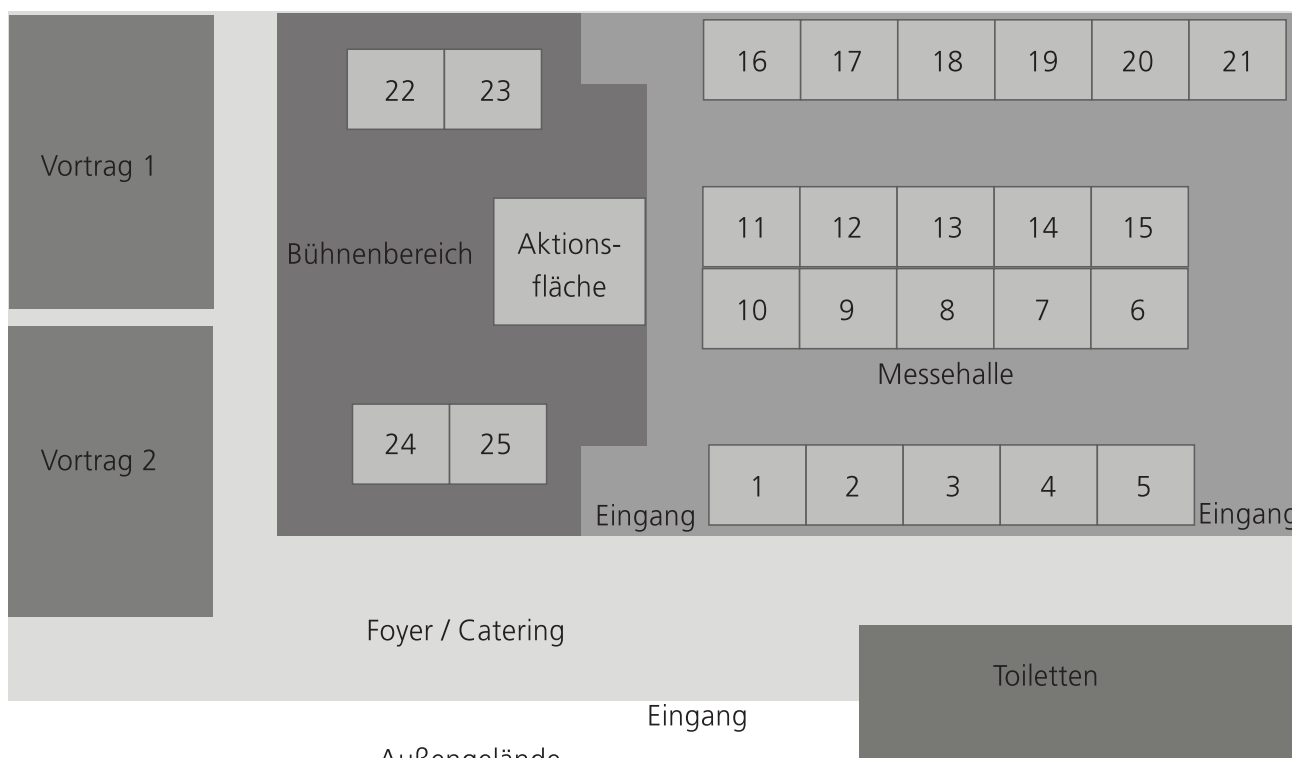 16 17 18 19 20 21
22 23
Vortrag 1
11 12 13 14 15
Bühnenbereich
Aktions-
fläche
10 9 8 7 6
Messehalle
24 25
Vortrag 2
1 2 3 4 5
Eingang
Eingang
Foyer / Catering
Toiletten
Eingang
Außengelände